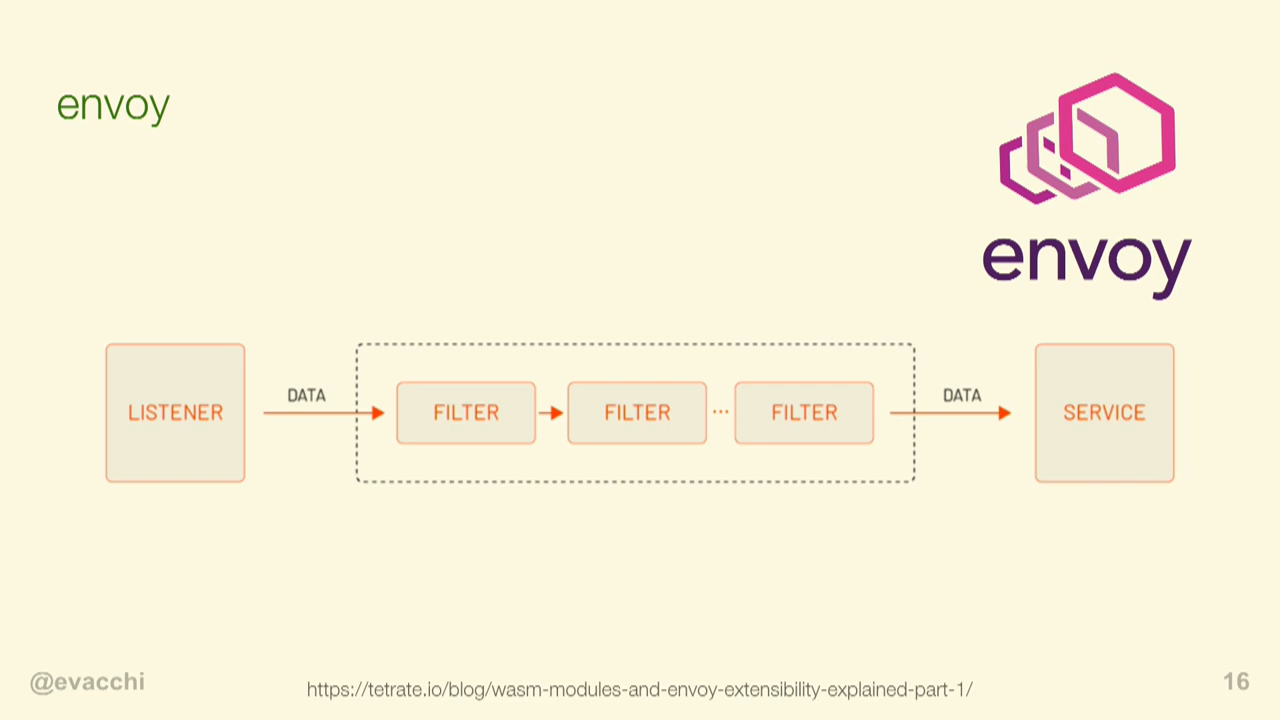 envoy
envoy
LISTENER
DATA
FILTER
FILTER
...
FILTER
DATA
SERVICE
@evacchi
https://tetrate.io/blog/wasm-modules-and-envoy-extensibility-explained-part-1/
16